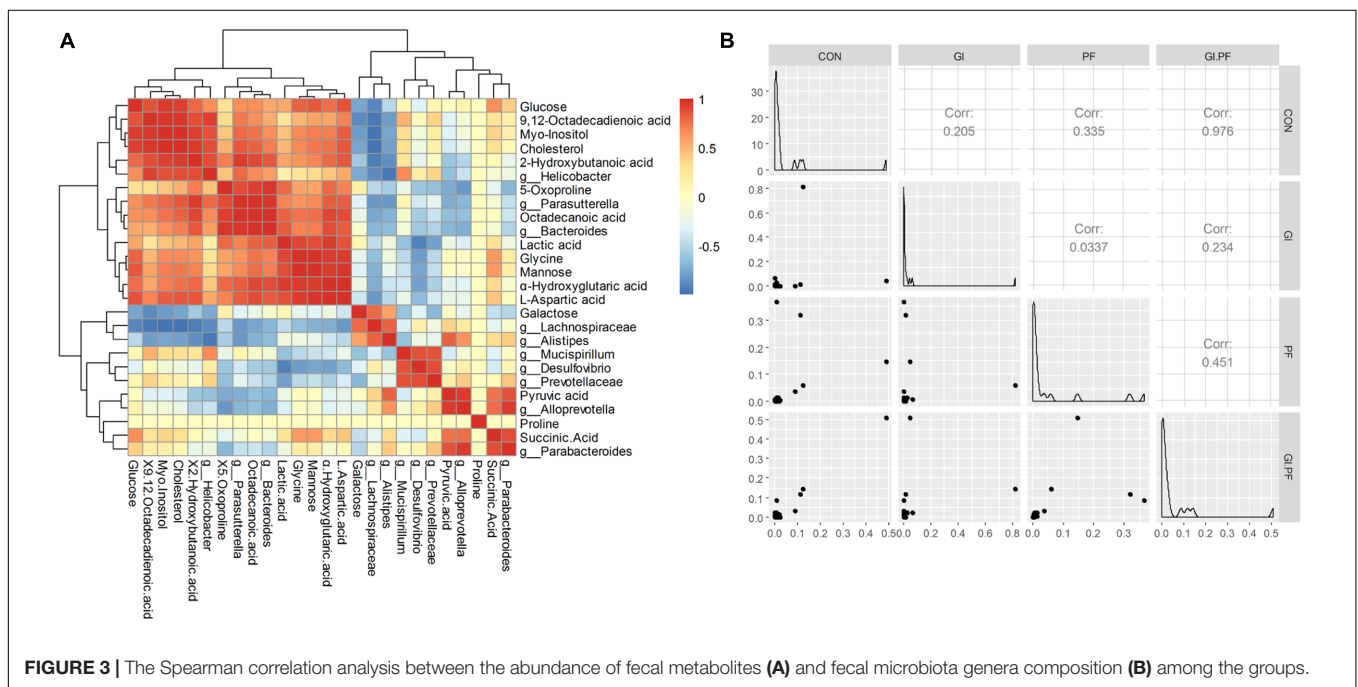 A
Glucose
9,12-Octadecadienoic acid
Myo-Inositol
Cholesterol
2-Hydroxybutanoic acid
g__Helicobacter
5-Oxoproline
g__Parasutterella
Octadecanoic acid
g__Bacteroides
Lactic acid
Glycine
Mannose
α-Hydroxyglutaric acid
L-Aspartic acid
Galactose
g__Lachnospiraceae
g__Alistipes
g__Mucispirillum
g__Desulfovibrio
g__Prevotellaceae
Pyruvic acid
g__Alloprevotella
Proline
Succinic.Acid
g__Parabacteroides
1
0.5
0
-0.5
Glucose
X9.12.Octadecadienoic.acid
Myo.Inositol
Cholesterol
X2.Hydroxybutanoic.acid
g__Helicobacter
X5.Oxoproline
g__Parasutterella
Octadecanoic.acid
g__Bacteroides
Lactic.acid
Glycine
Mannose
α.Hydroxyglutaric.acid
L.Aspartic.acid
Galactose
g__Lachnospiraceae
g__Alistipes
g__Mucispirillum
g__Desulfovibrio
g__Prevotellaceae
Pyruvic.acid
g__Alloprevotella
Proline
Succinic.Acid
g__Parabacteroides
B
CON GI PF GI.PF
30
20
10
0
Corr:
0.205
Corr:
0.335
Corr:
0.976
CON
0.8
0.6
0.4
0.2
0.0
Corr:
0.0337
Corr:
0.234
GI
0.3
0.2
0.1
0.0
Corr:
0.451
PF
0.5
0.4
0.3
0.2
0.1
0.0
GI.PF
0.0 0.1 0.2 0.3 0.4 0.5
0.0 0.2 0.4 0.6 0.8
0.0 0.1 0.2 0.3
0.0 0.1 0.2 0.3 0.4 0.5
FIGURE 3 | The Spearman correlation analysis between the abundance of fecal metabolites (A) and fecal microbiota genera composition (B) among the groups.